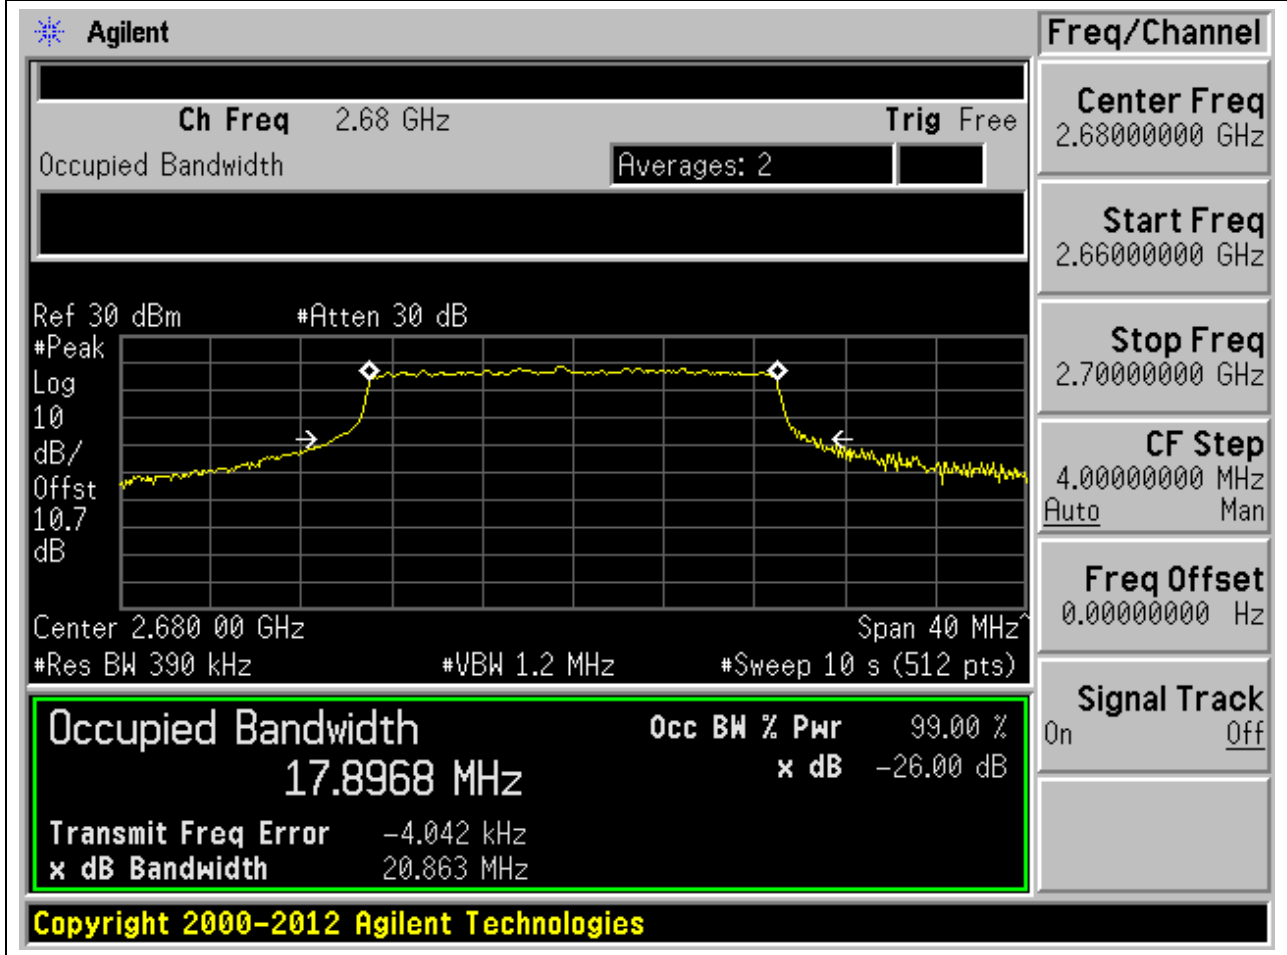 Agilent
Freq/Channel
Ch Freq 2.68 GHz Trig Free
Occupied Bandwidth Averages: 2
Ref 30 dBm #Atten 30 dB
#Peak
Log
10
dB/
Offst
10.7
dB
Center 2.680 00 GHz Span 40 MHz^
#Res BW 390 kHz #VBW 1.2 MHz #Sweep 10 s (512 pts)
Occupied Bandwidth
17.8968 MHz
Occ BW % Pwr 99.00 %
x dB -26.00 dB
Transmit Freq Error -4.042 kHz
x dB Bandwidth 20.863 MHz
Center Freq
2.68000000 GHz
Start Freq
2.66000000 GHz
Stop Freq
2.70000000 GHz
CF Step
4.00000000 MHz
Auto Man
Freq Offset
0.00000000 Hz
Signal Track
On Off
Copyright 2000-2012 Agilent Technologies